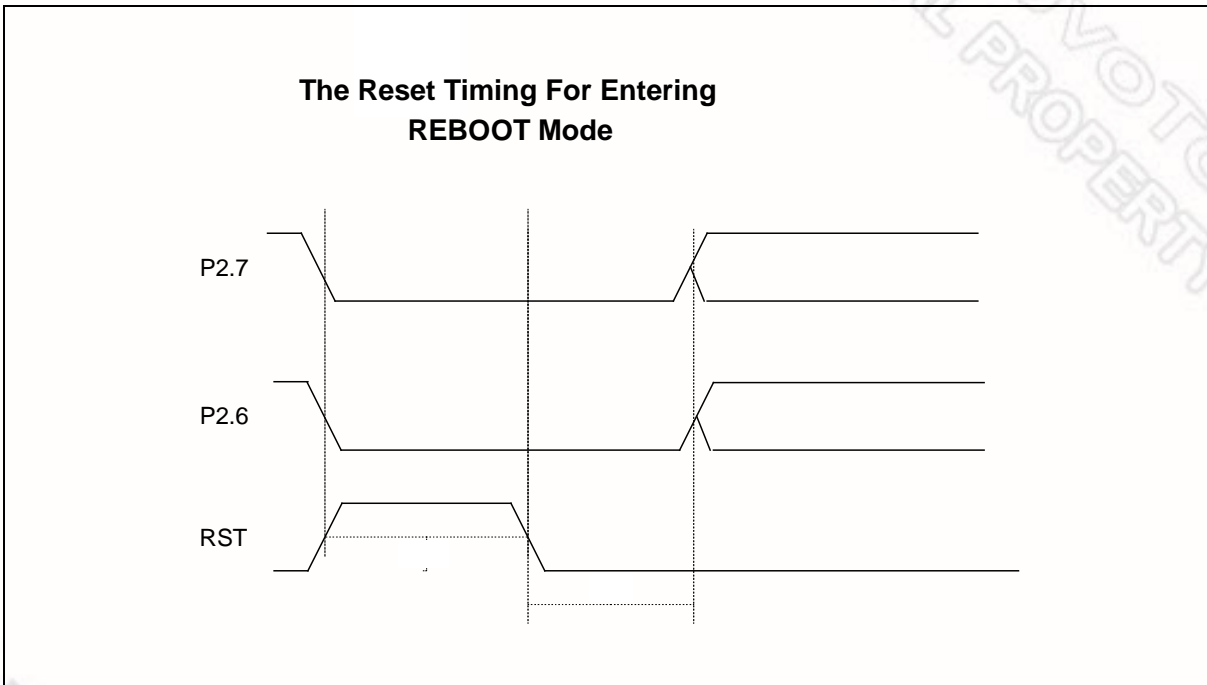 The Reset Timing For Entering
REBOOT Mode
P2.7
P2.6
RST